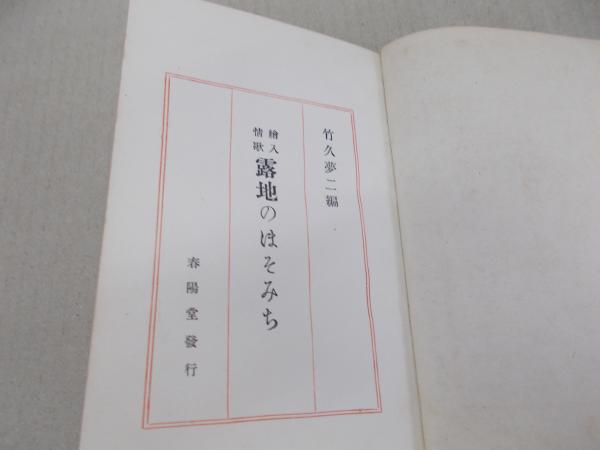 竹久夢二編
繪入
情歌
露地のほそみち
春陽堂發行